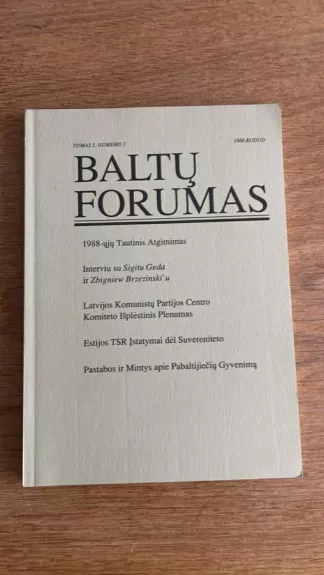 TOMAS 5, NUMERIS 2
1988 RUDUO
BALTŲ
FORUMAS
1988-ųjų Tautinis Atgimimas
Interviu su Sigitu Geda
ir Zbigniew Brzezinski'u
Latvijos Komunistų Partijos Centro
Komiteto Išplėstinis Plenumas
Estijos TSR Įstatymai dėl Suvereniteto
Pastabos ir Mintys apie Pabaltijiečių Gyvenimą